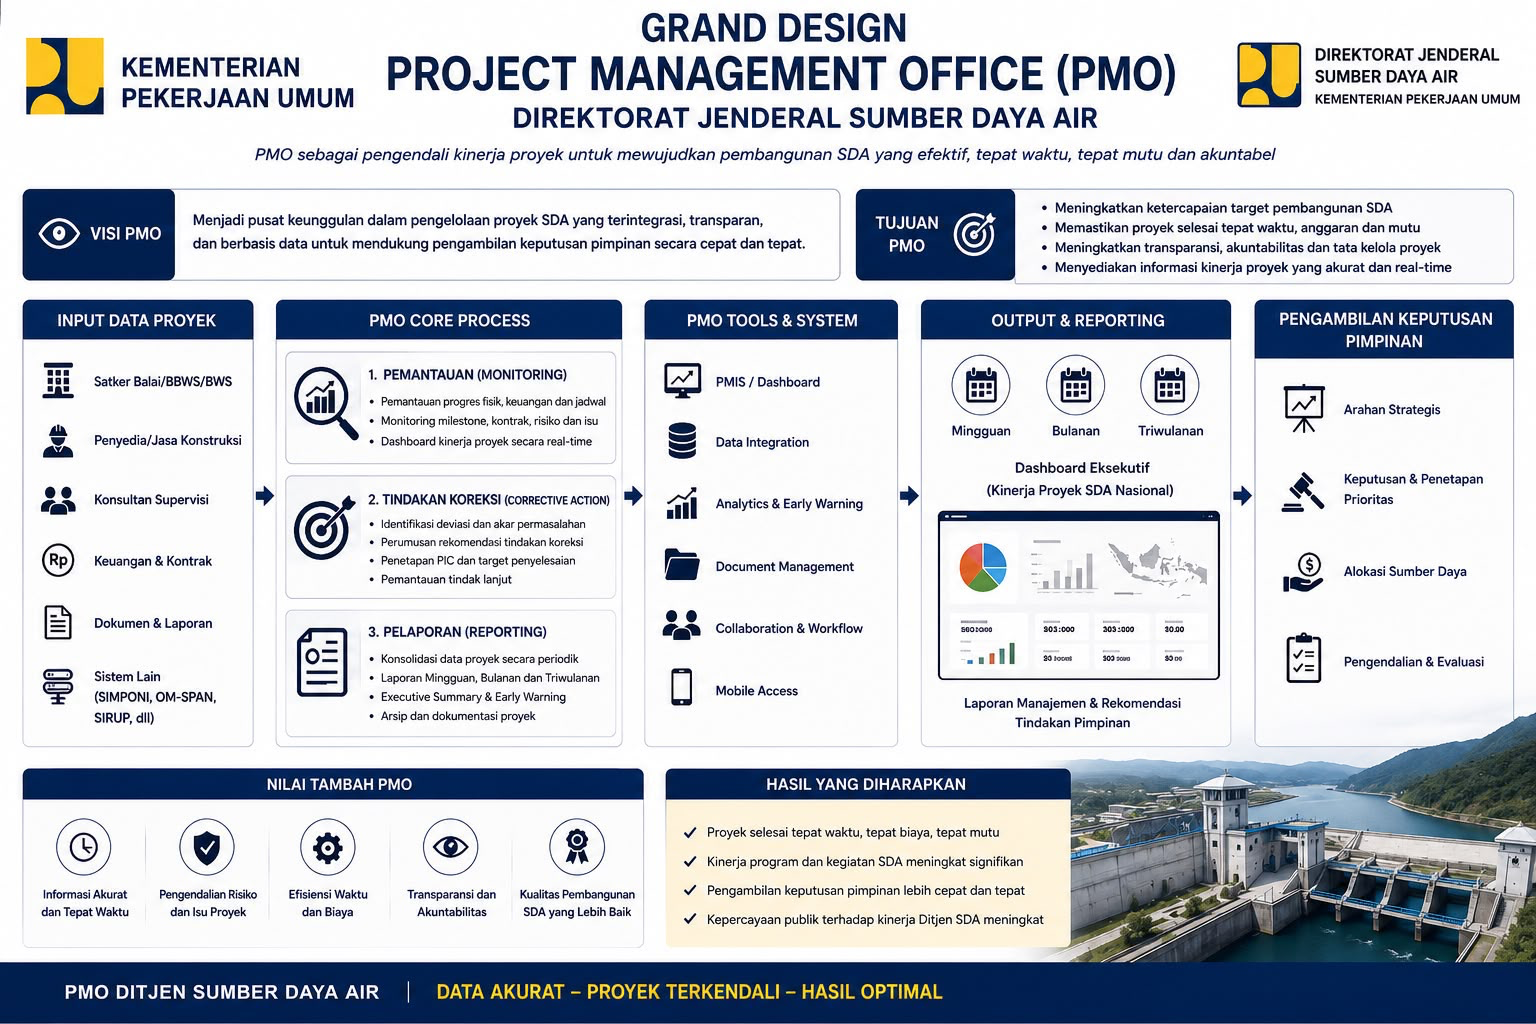 KEMENTERIAN
PEKERJAAN UMUM
GRAND DESIGN
PROJECT MANAGEMENT OFFICE (PMO)
DIREKTORAT JENDERAL SUMBER DAYA AIR
DIREKTORAT JENDERAL
SUMBER DAYA AIR
KEMENTERIAN PEKERJAAN UMUM
PMO sebagai pengendali kinerja proyek untuk mewujudkan pembangunan SDA yang efektif, tepat waktu, tepat mutu dan akuntabel
VISI PMO
Menjadi pusat keunggulan dalam pengelolaan proyek SDA yang terintegrasi, transparan,
dan berbasis data untuk mendukung pengambilan keputusan pimpinan secara cepat dan tepat.
TUJUAN
PMO
• Meningkatkan ketercapaian target pembangunan SDA
• Memastikan proyek selesai tepat waktu, anggaran dan mutu
• Meningkatkan transparansi, akuntabilitas dan tata kelola proyek
• Menyediakan informasi kinerja proyek yang akurat dan real-time
INPUT DATA PROYEK
Satker Balai/BBWS/BWS
Penyedia/Jasa Konstruksi
Konsultan Supervisi
Rp
Keuangan & Kontrak
Dokumen & Laporan
Sistem Lain
(SIMPONI, OM-SPAN,
SIRUP, dll)
PMO CORE PROCESS
1. PEMANTAUAN (MONITORING)
• Pemantauan progres fisik, keuangan dan jadwal
• Monitoring milestone, kontrak, risiko dan isu
• Dashboard kinerja proyek secara real-time
2. TINDAKAN KOREKSI (CORRECTIVE ACTION)
• Identifikasi deviasi dan akar permasalahan
• Perumusan rekomendasi tindakan koreksi
• Penetapan PIC dan target penyelesaian
• Pemantauan tindak lanjut
3. PELAPORAN (REPORTING)
• Konsolidasi data proyek secara periodik
• Laporan Mingguan, Bulanan dan Triwulanan
• Executive Summary & Early Warning
• Arsip dan dokumentasi proyek
PMO TOOLS & SYSTEM
PMIS / Dashboard
Data Integration
Analytics & Early Warning
Document Management
Collaboration & Workflow
Mobile Access
OUTPUT & REPORTING
Mingguan
Bulanan
Triwulanan
Dashboard Eksekutif
(Kinerja Proyek SDA Nasional)
Laporan Manajemen & Rekomendasi
Tindakan Pimpinan
PENGAMBILAN KEPUTUSAN
PIMPINAN
Arahan Strategis
Keputusan & Penetapan
Prioritas
$
Alokasi Sumber Daya
Pengendalian & Evaluasi
NILAI TAMBAH PMO
Informasi Akurat
dan Tepat Waktu
Pengendalian Risiko
dan Isu Proyek
Efisiensi Waktu
dan Biaya
Transparansi dan
Akuntabilitas
Kualitas Pembangunan
SDA yang Lebih Baik
HASIL YANG DIHARAPKAN
Proyek selesai tepat waktu, tepat biaya, tepat mutu
Kinerja program dan kegiatan SDA meningkat signifikan
Pengambilan keputusan pimpinan lebih cepat dan tepat
Kepercayaan publik terhadap kinerja Ditjen SDA meningkat
PMO DITJEN SUMBER DAYA AIR | DATA AKURAT – PROYEK TERKENDALI – HASIL OPTIMAL